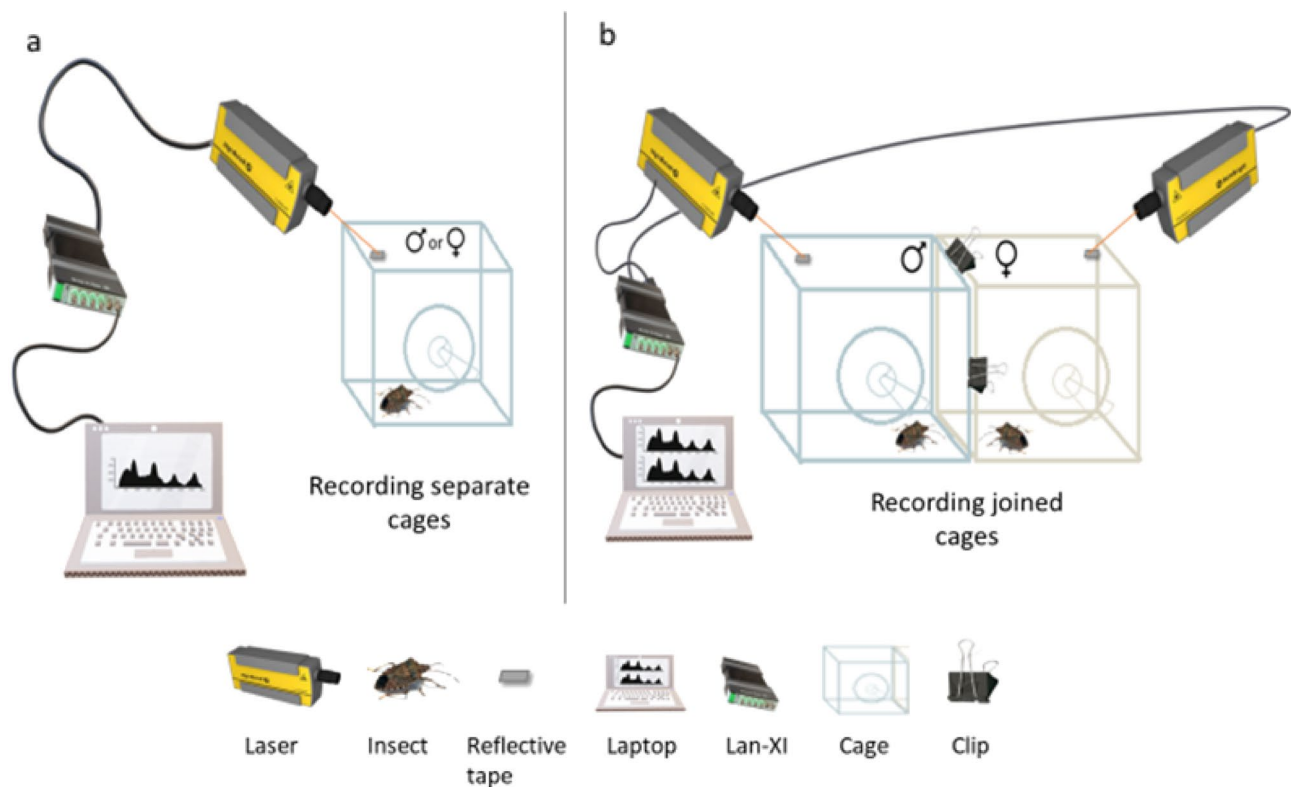 a
b
♂ or ♀
♂
♀
Recording separate
cages
Recording joined
cages
Laser
Insect
Reflective
tape
Laptop
Lan-XI
Cage
Clip